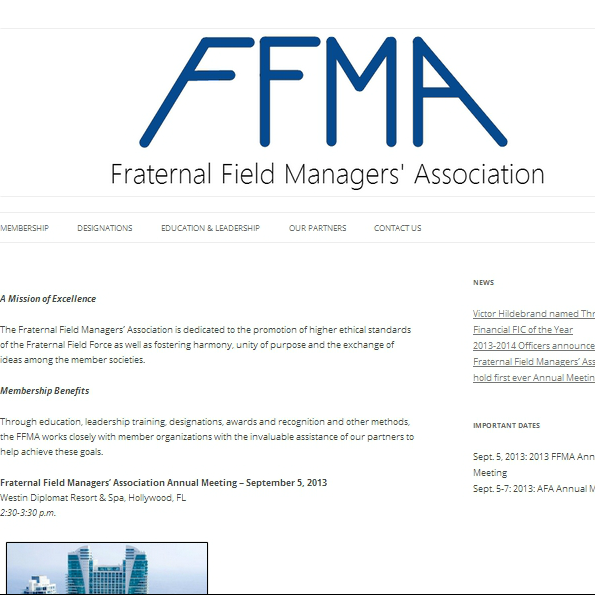 FFMA
Fraternal Field Managers' Association
MEMBERSHIP DESIGNATIONS EDUCATION & LEADERSHIP OUR PARTNERS CONTACT US
A Mission of Excellence
The Fraternal Field Managers’ Association is dedicated to the promotion of higher ethical standards
of the Fraternal Field Force as well as fostering harmony, unity of purpose and the exchange of
ideas among the member societies.
Membership Benefits
Through education, leadership training, designations, awards and recognition and other methods,
the FFMA works closely with member organizations with the invaluable assistance of our partners to
help achieve these goals.
Fraternal Field Managers’ Association Annual Meeting – September 5, 2013
Westin Diplomat Resort & Spa, Hollywood, FL
2:30-3:30 p.m.
NEWS
Victor Hildebrand named Thr
Financial FIC of the Year
2013-2014 Officers announce
Fraternal Field Managers’ Ass
hold first ever Annual Meetin
IMPORTANT DATES
Sept. 5, 2013: 2013 FFMA Ann
Meeting
Sept. 5-7: 2013: AFA Annual M